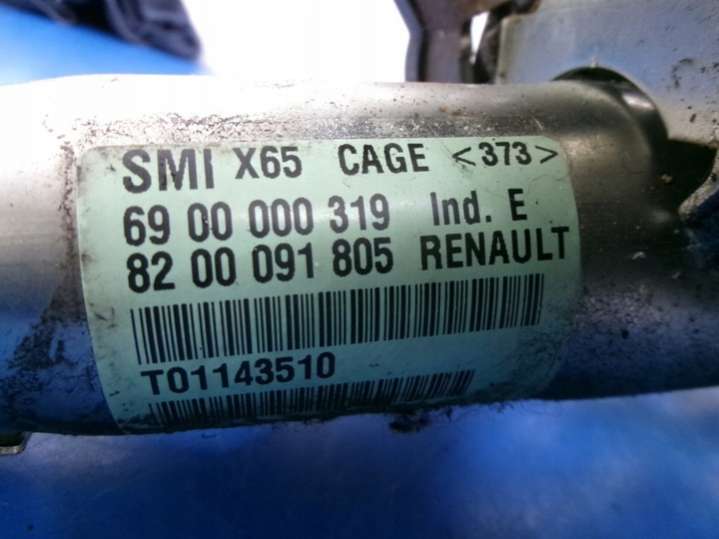 SMI X65 CAGE <373>
69 00 000 319 Ind. E
82 00 091 805 RENAULT
T01143510